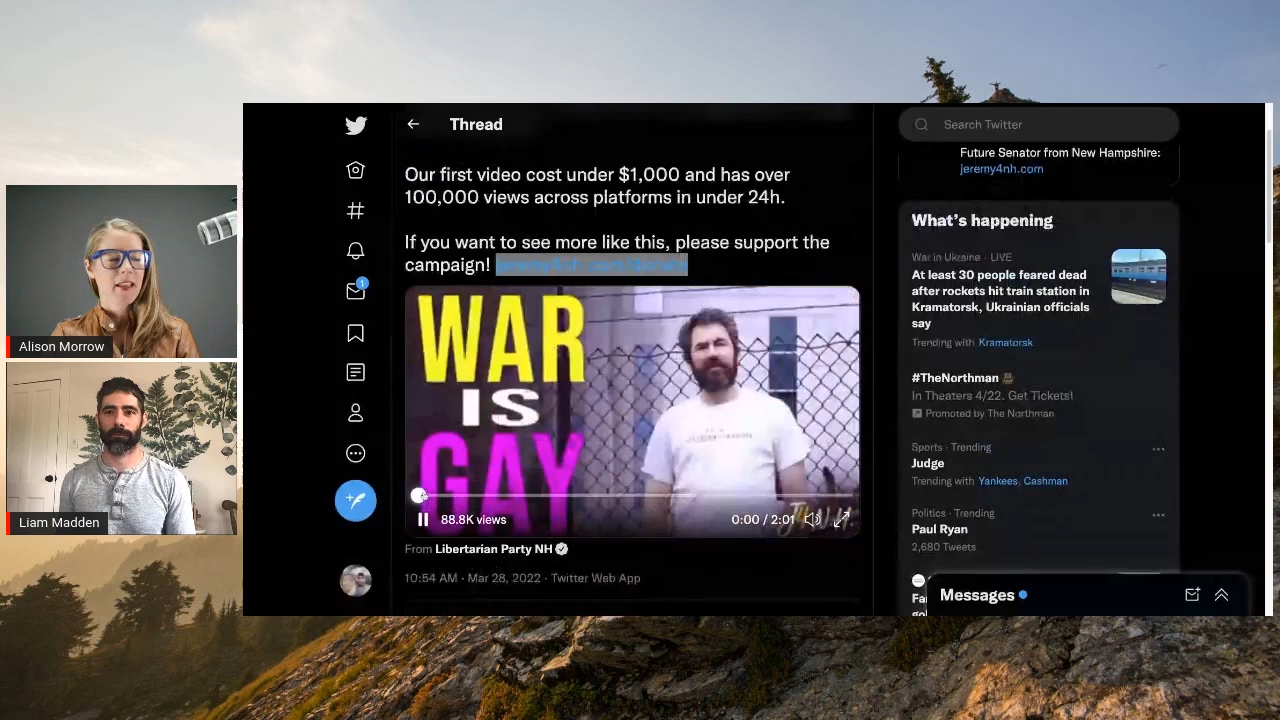 Thread
Our first video cost under $1,000 and has over
100,000 views across platforms in under 24h.
If you want to see more like this, please support the
campaign! jeremy4nh.com/donate
WAR
IS
GAY
88.8K views
0:00 / 2:01
From Libertarian Party NH
10:54 AM · Mar 28, 2022 · Twitter Web App
1
Search Twitter
Future Senator from New Hampshire:
jeremy4nh.com
What's happening
War in Ukraine · LIVE
At least 30 people feared dead
after rockets hit train station in
Kramatorsk, Ukrainian officials
say
Trending with Kramatorsk
#TheNorthman
In Theaters 4/22. Get Tickets!
Promoted by The Northman
Sports · Trending
Judge
Trending with Yankees, Cashman
Politics · Trending
Paul Ryan
2,680 Tweets
Messages
Alison Morrow
Liam Madden